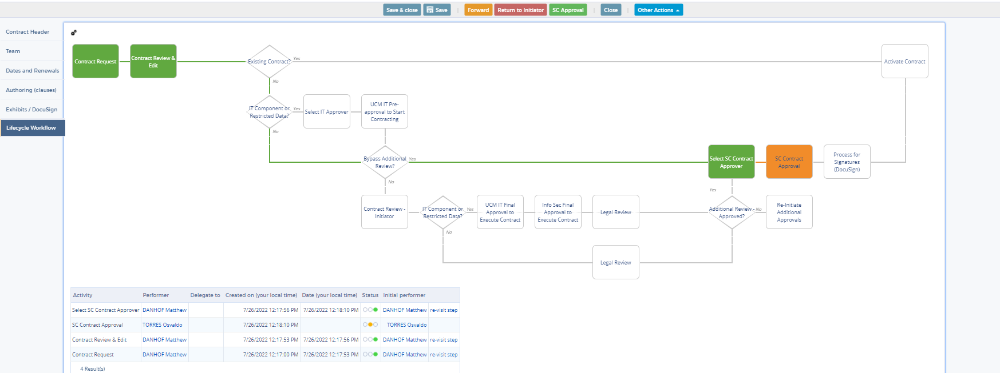 Save & close Save Forward Return to Initiator SC Approval Close Other Actions
Contract Header
Team
Dates and Renewals
Authoring (clauses)
Exhibits / DocuSign
Lifecycle Workflow
Contract Request
Contract Review &
Edit
Existing Contract?
Yes
No
Activate Contract
IT Component or
Restricted Data?
Yes
No
Select IT Approver
UCM IT Pre-
approval to Start
Contracting
Bypass Additional
Review?
Yes
No
Select SC Contract
Approver
SC Contract
Approval
Process for
Signatures
(DocuSign)
Contract Review -
Initiator
IT Component or
Restricted Data?
Yes
No
UCM IT Final
Approval to
Execute Contract
Info Sec Final
Approval to
Execute Contract
Legal Review
Yes
Additional Review -
Approved?
No
Re-Initiate
Additional
Approvals
Legal Review
Activity Performer Delegate to Created on (your local time) Date (your local time) Status Initial performer
Select SC Contract Approver DANHOF Matthew 7/26/2022 12:17:56 PM 7/26/2022 12:18:10 PM DANHOF Matthew re-visit step
SC Contract Approval TORRES Osvaldo 7/26/2022 12:18:10 PM TORRES Osvaldo
Contract Review & Edit DANHOF Matthew 7/26/2022 12:17:53 PM 7/26/2022 12:17:56 PM DANHOF Matthew re-visit step
Contract Request DANHOF Matthew 7/26/2022 12:17:00 PM 7/26/2022 12:17:53 PM DANHOF Matthew re-visit step
4 Result(s)